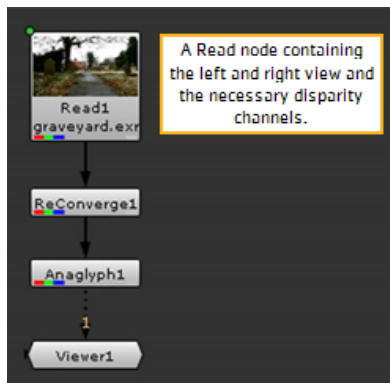 A Read node containing
the left and right view and
the necessary disparity
channels.
Read1
graveyard.exr
ReConverge1
Anaglyph1
1
Viewer1